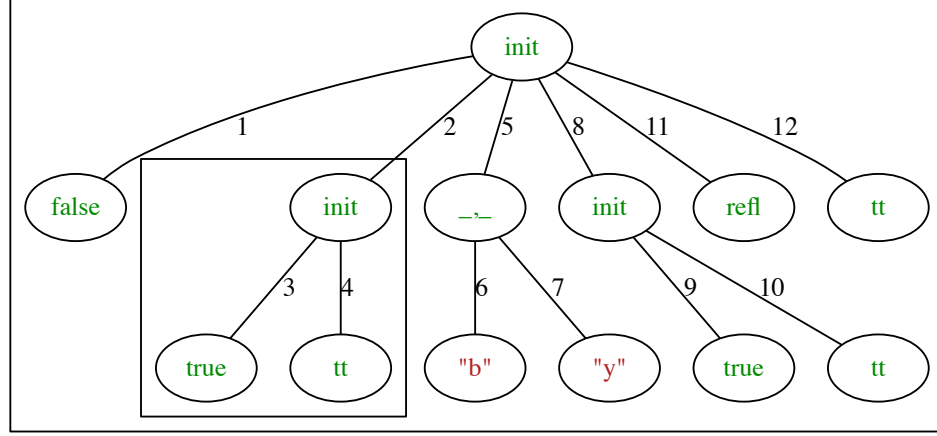 init
1 2 5 8 11 12
false init _,_ init refl tt
3 4 6 7 9 10
true tt "b" "y" true tt